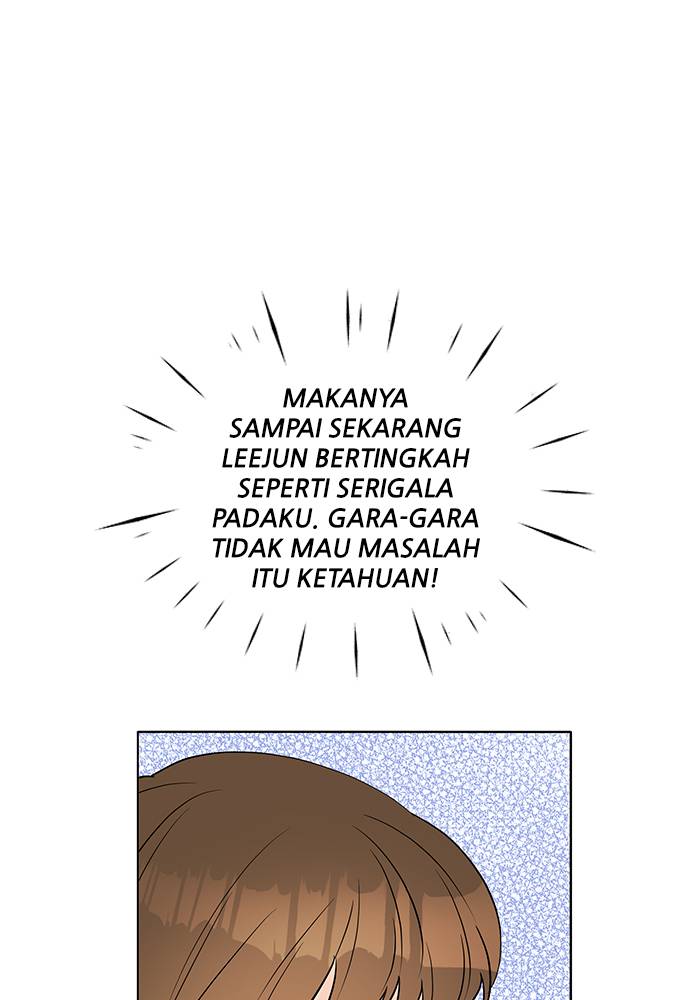 MAKANYA
SAMPAI SEKARANG
LEEJUN BERTINGKAH
SEPERTI SERIGALA
PADAKU. GARA-GARA
TIDAK MAU MASALAH
ITU KETAHUAN!